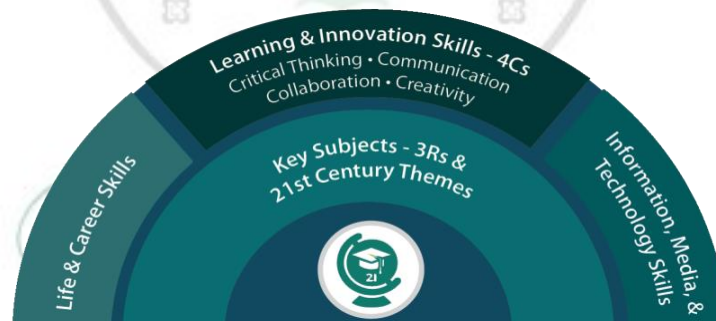 Learning & Innovation Skills - 4Cs
Critical Thinking • Communication
Collaboration • Creativity
Life & Career Skills
Key Subjects - 3Rs &
21st Century Themes
Information, Media, &
Technology Skills
21